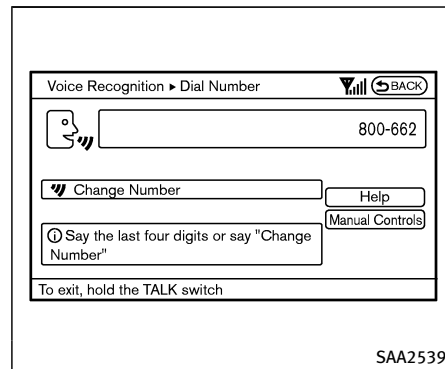 Voice Recognition ▸ Dial Number
BACK
800-662
Change Number
Help
Manual Controls
Say the last four digits or say "Change
Number"
To exit, hold the TALK switch
SAA2539